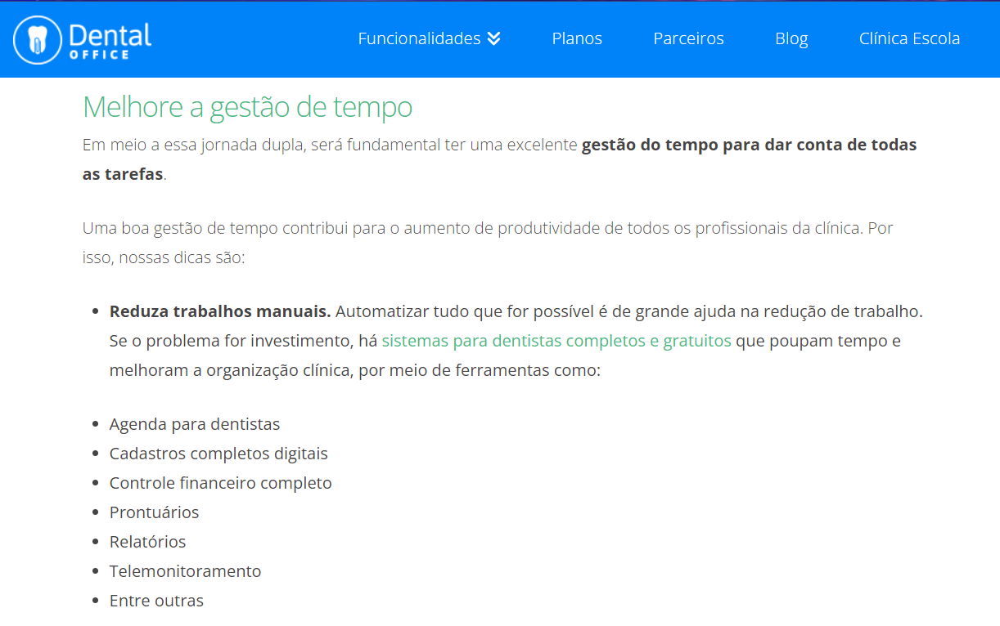 Dental
OFFICE
Funcionalidades
Planos
Parceiros
Blog
Clínica Escola
Melhore a gestão de tempo
Em meio a essa jornada dupla, será fundamental ter uma excelente gestão do tempo para dar conta de todas
as tarefas.
Uma boa gestão de tempo contribui para o aumento de produtividade de todos os profissionais da clínica. Por
isso, nossas dicas são:
• Reduza trabalhos manuais. Automatizar tudo que for possível é de grande ajuda na redução de trabalho.
Se o problema for investimento, há sistemas para dentistas completos e gratuitos que poupam tempo e
melhoram a organização clínica, por meio de ferramentas como:
• Agenda para dentistas
• Cadastros completos digitais
• Controle financeiro completo
• Prontuários
• Relatórios
• Telemonitoramento
• Entre outras